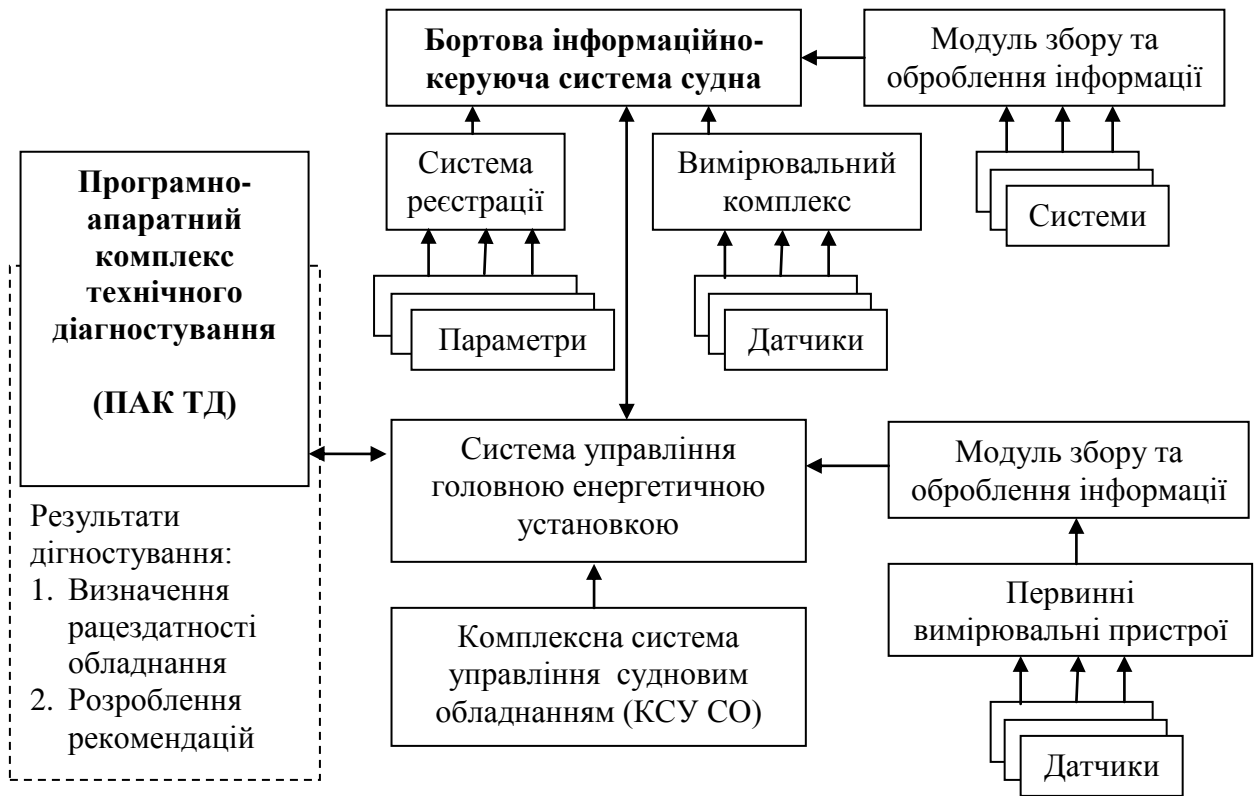 Бортова інформаційно-
керуюча система судна
Модуль збору та
оброблення інформації
Програмно-
апаратний
комплекс
технічного
діагностування
(ПАК ТД)
Система
реєстрації
Вимірювальний
комплекс
Системи
Параметри
Датчики
Система управління
головною енергетичною
установкою
Модуль збору та
оброблення інформації
Результати
дігностування:
1. Визначення
рацездатності
обладнання
2. Розроблення
рекомендацій
Комплексна система
управління судновим
обладнанням (КСУ СО)
Первинні
вимірювальні пристрої
Датчики